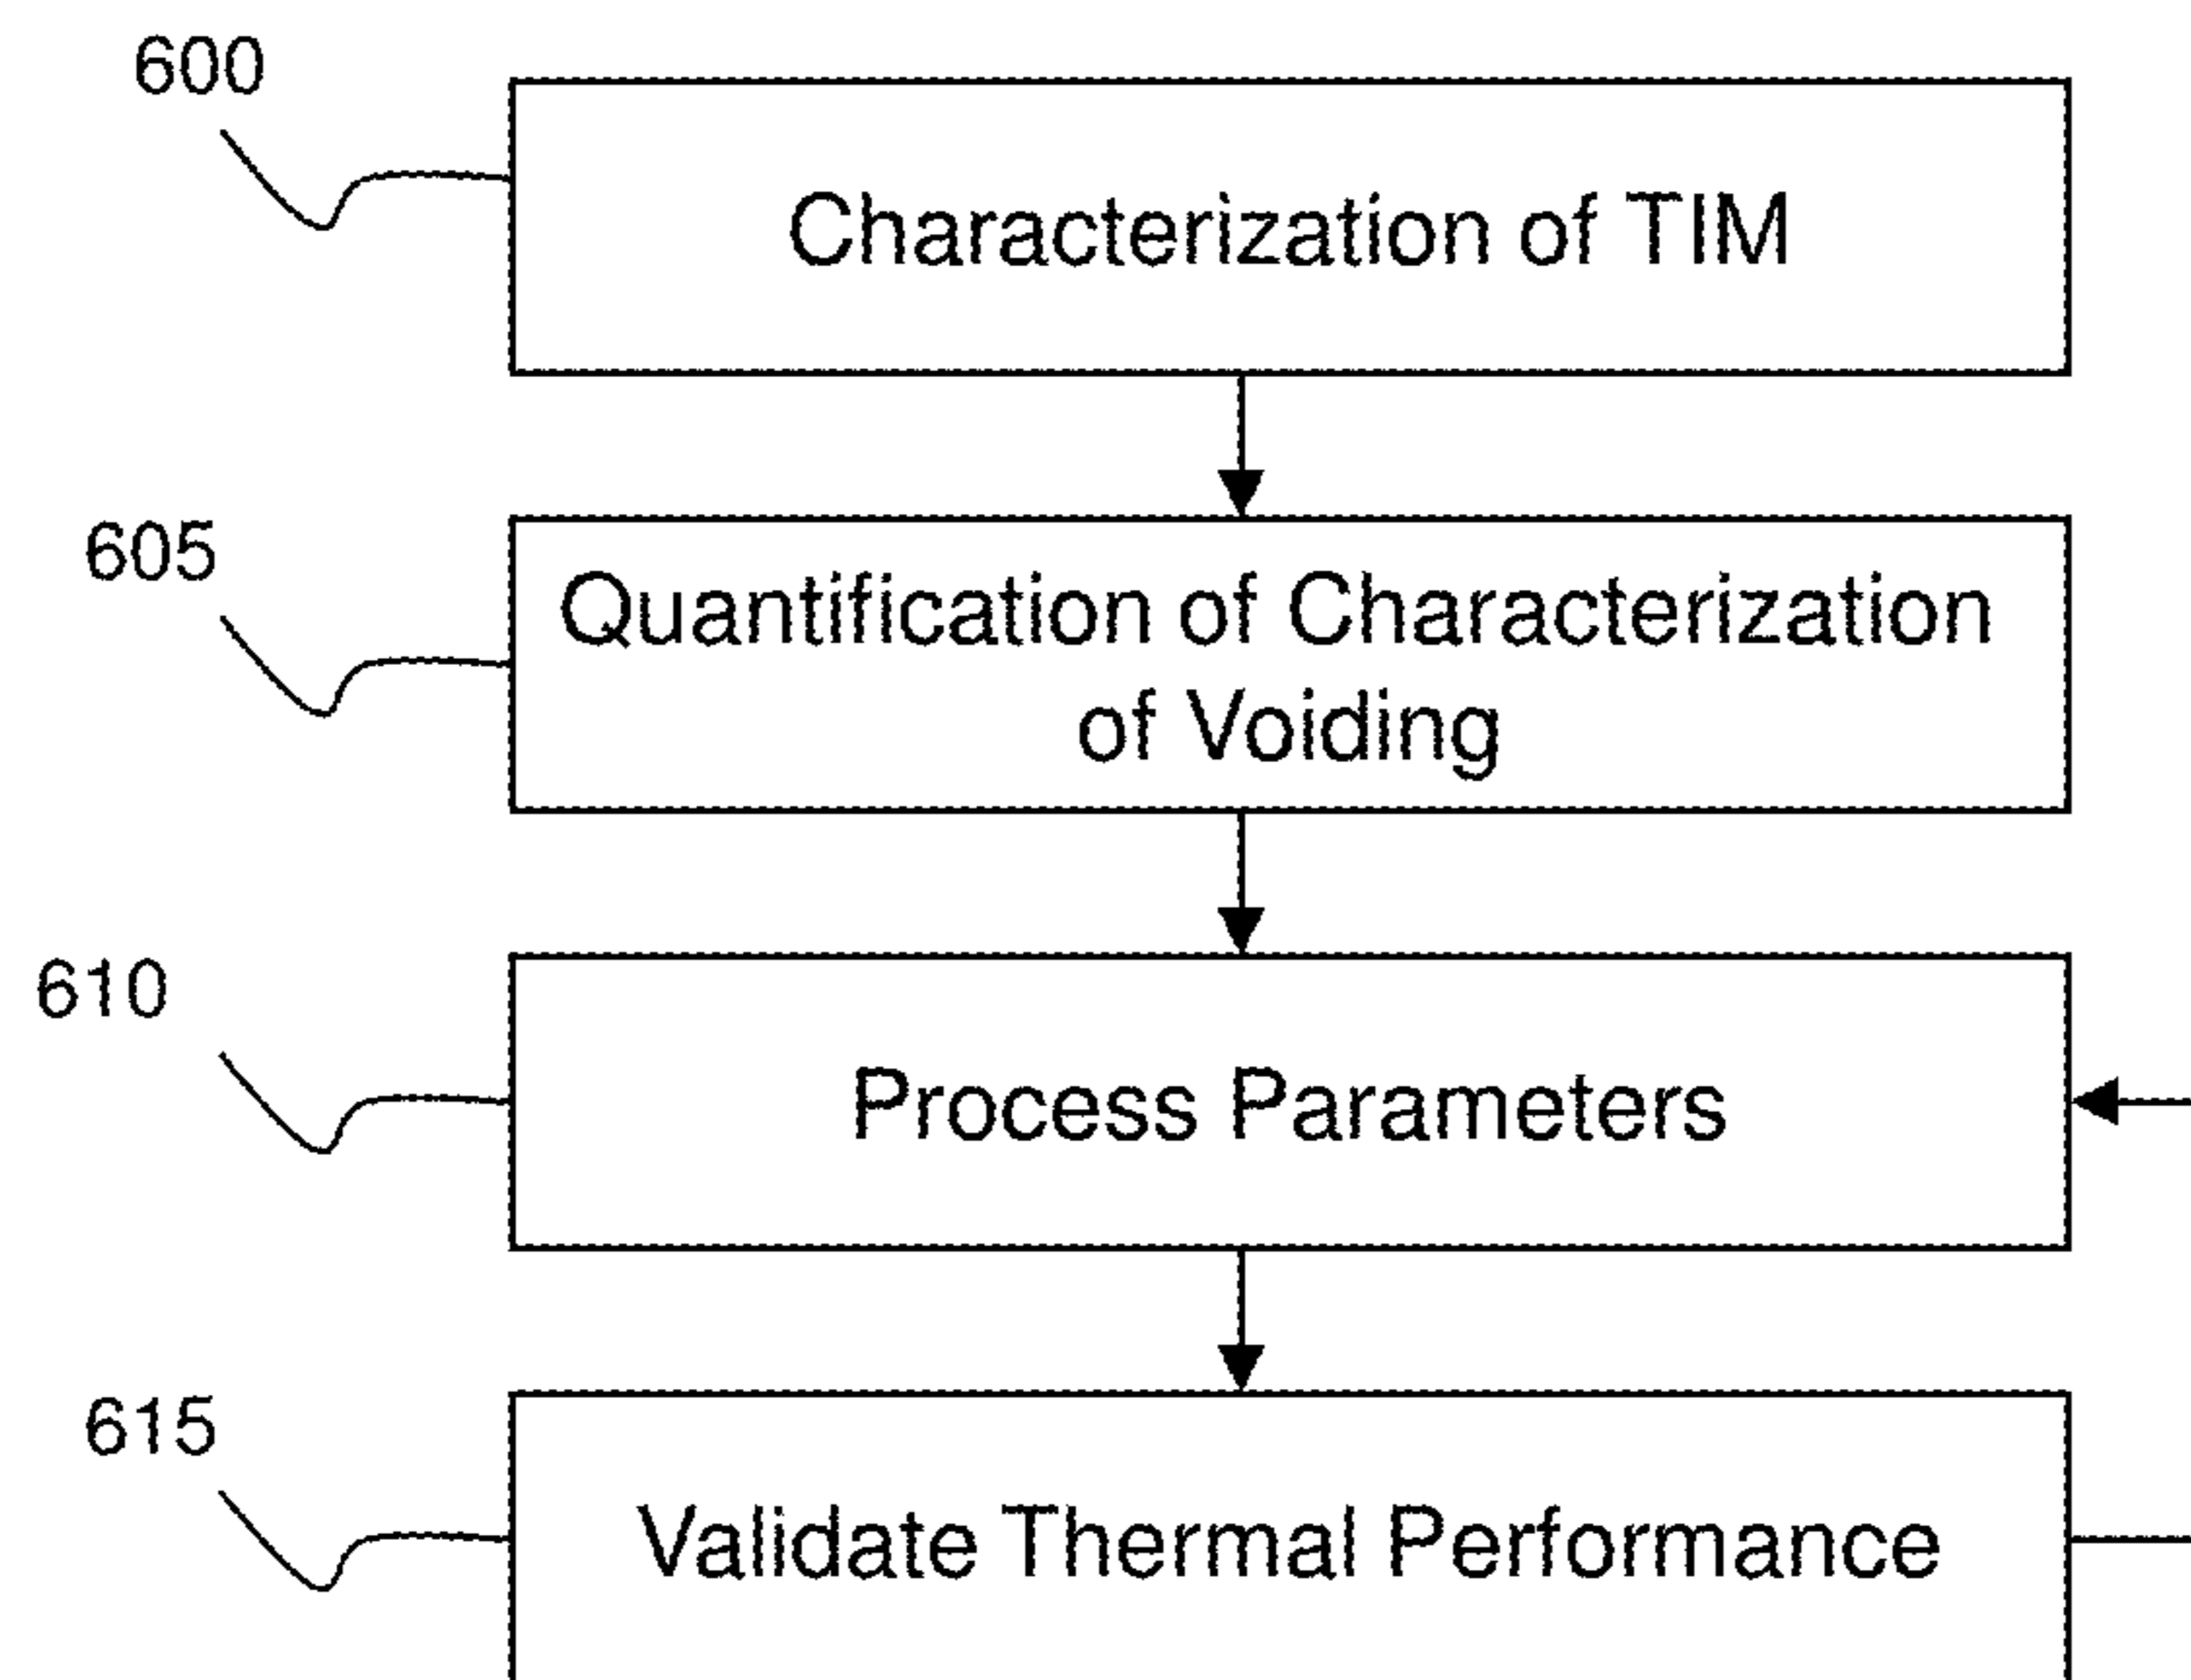 600
Characterization of TIM
605
Quantification of Characterization
of Voiding
610
Process Parameters
615
Validate Thermal Performance